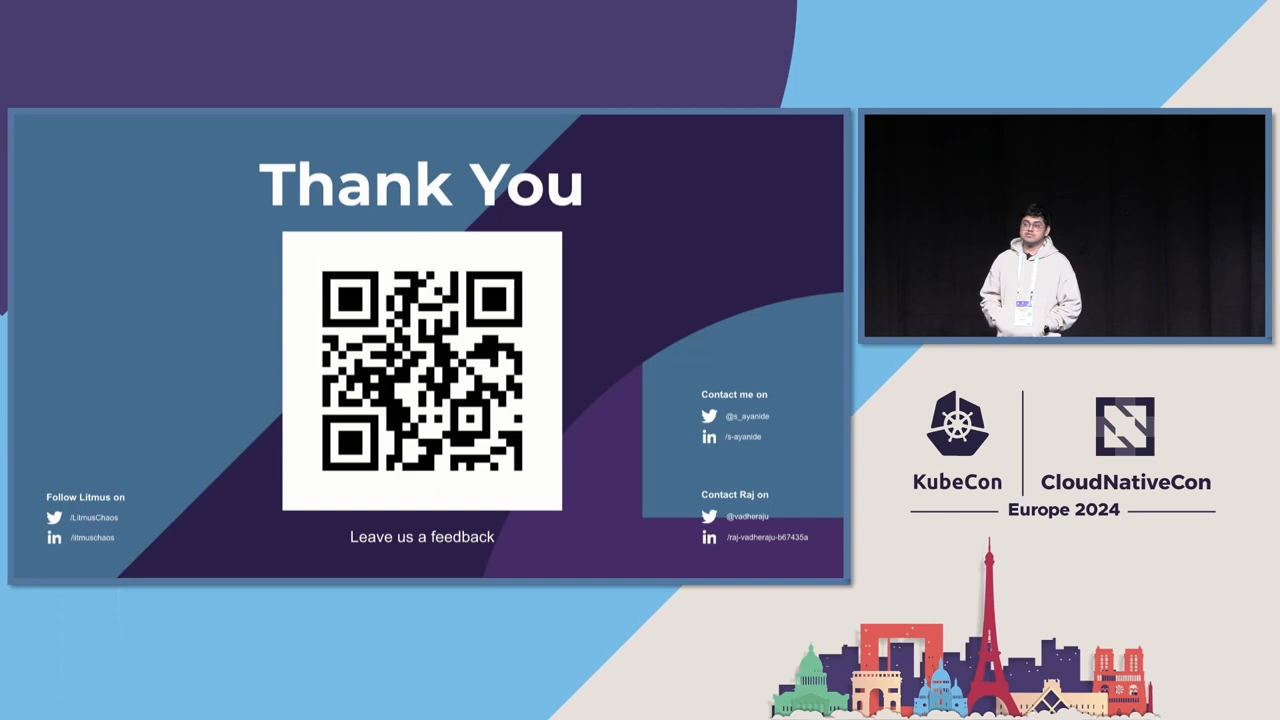 Thank You
Leave us a feedback
Follow Litmus on
/LitmusChaos
/litmuschaos
Contact me on
@s_ayanide
/s-ayanide
Contact Raj on
@vadheraju
/raj-vadheraju-b67435a
KubeCon
CloudNativeCon
Europe 2024